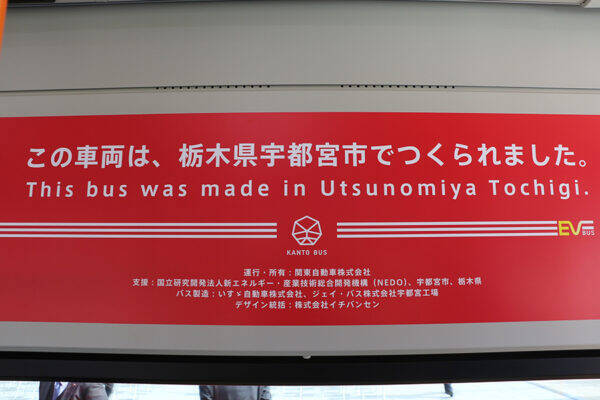 この車両は、栃木県宇都宮市でつくられました。
This bus was made in Utsunomiya Tochigi.
KANTO BUS
EV BUS
運行・所有：関東自動車株式会社
支援：国立研究開発法人新エネルギー・産業技術総合開発機構（NEDO）、宇都宮市、栃木県
バス製造：いすゞ自動車株式会社、ジェイ・バス株式会社宇都宮工場
デザイン統括：株式会社イチバンセン